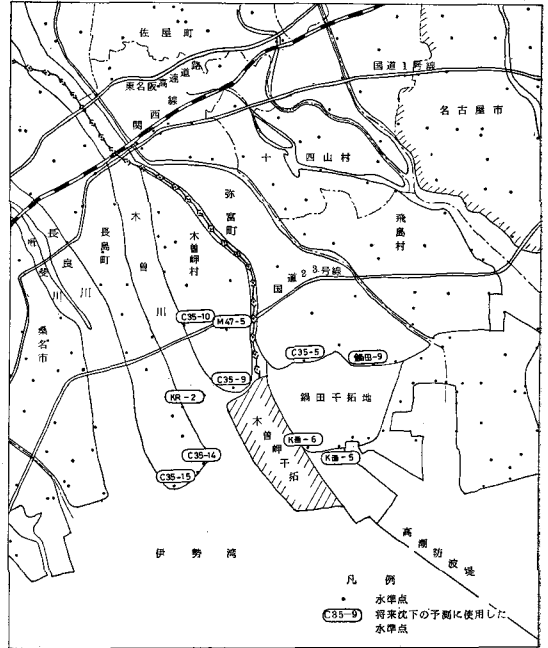 佐屋町
東名阪高速道路
国道1号線
関西線
名古屋市
十四山村
弥富町
飛島村
木曽岬村
長良川
長島町
木曽川
揖斐川
国道23号線
桑名市
C35-10
M47-5
C35-5
鍋田-9
C35-9
鍋田干拓地
KR-2
木曽岬干拓
K番-6
K番-5
C35-14
C35-15
高潮防波堤
伊勢湾
凡例
水準点
C85-9 将来沈下の予測に使用した
水準点